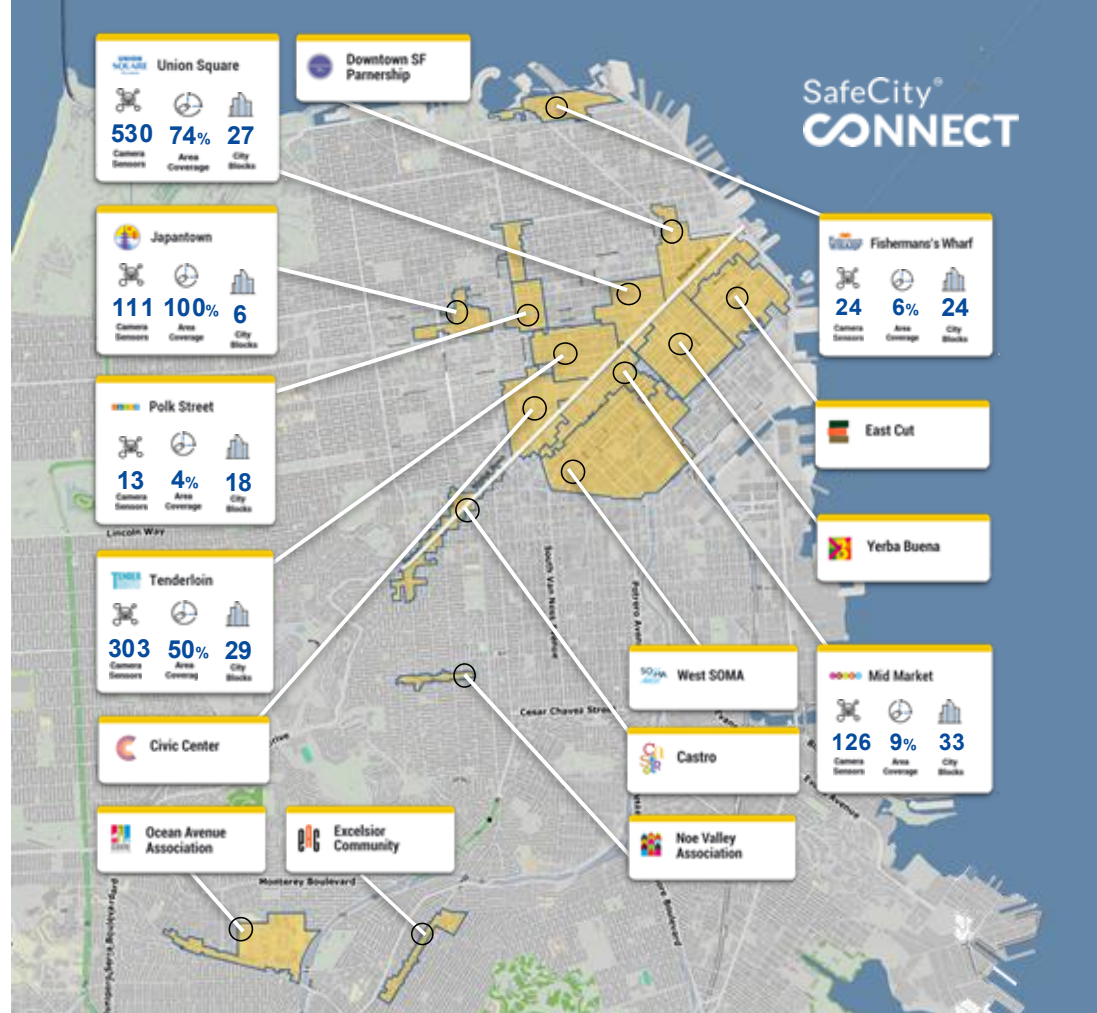 UNION
SQUARE
Union Square
530
74%
27
Camera
Sensors
Area
Coverage
City
Blocks
Downtown SF
Parnership
SafeCity®
CONNECT
Japantown
111
100%
6
Camera
Sensors
Area
Coverage
City
Blocks
Fishermans's Wharf
24
6%
24
Camera
Sensors
Area
Coverage
City
Blocks
Polk Street
13
4%
18
Camera
Sensors
Area
Coverage
City
Blocks
East Cut
Lincoln Way
Yerba Buena
TENDER
Tenderloin
303
50%
29
Camera
Sensors
Area
Coverag
City
Blocks
South Van Ness Avenue
Potrero Avenue
SOMA
West SOMA
Mid Market
126
9%
33
Camera
Sensors
Area
Coverage
City
Blocks
Cesar Chavez Street
Civic Center
Castro
Ocean Avenue
Association
Excelsior
Community
Noe Valley
Association
Monterey Boulevard